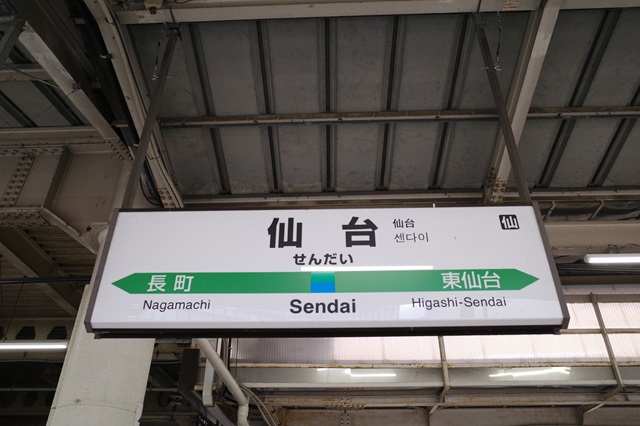 仙台
仙台
센다이
仙
せんだい
長町
東仙台
Nagamachi
Sendai
Higashi-Sendai